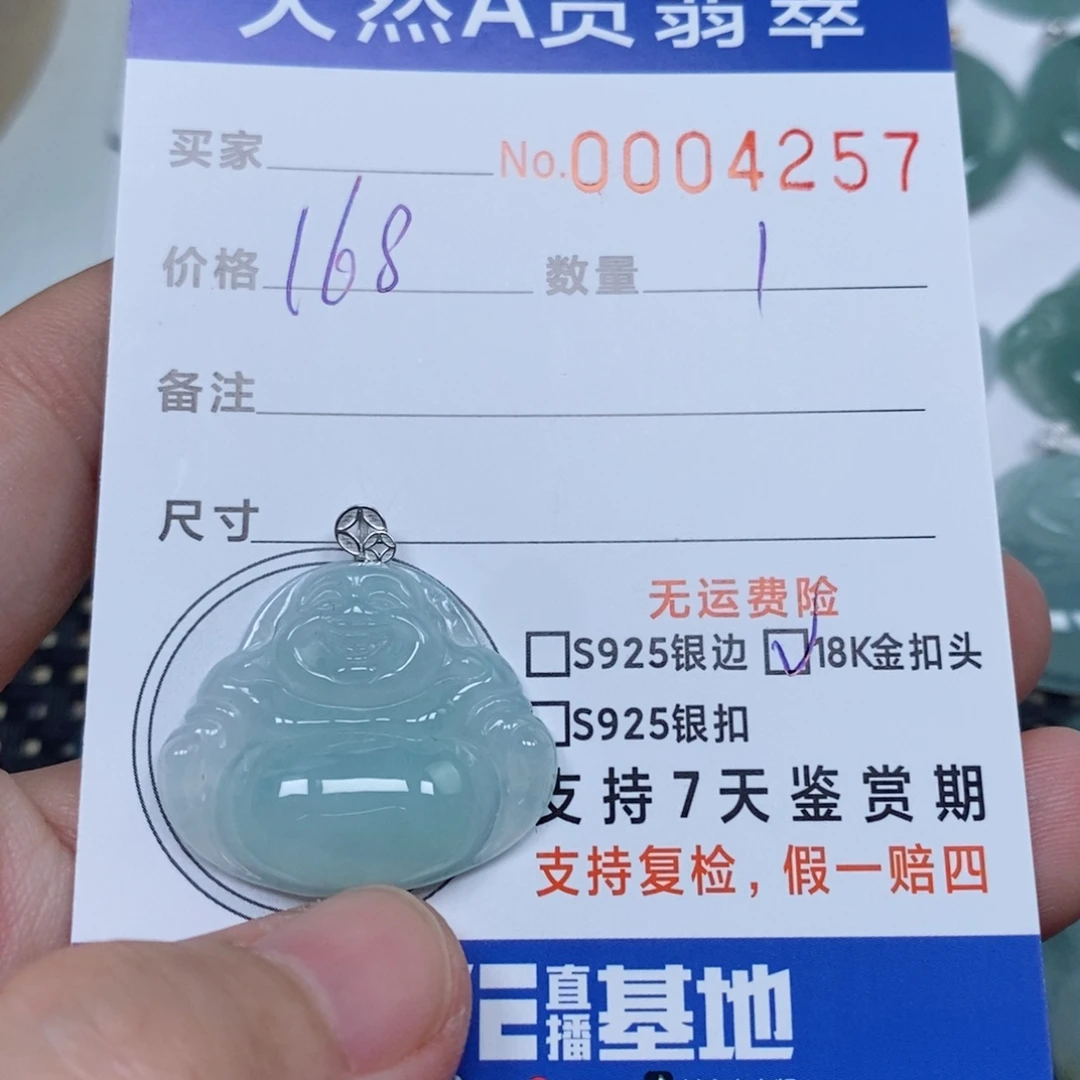 天然A货翡翠
买家 No.0004257
价格 168 数量 1
备注
尺寸
无运费险
S925银边 18K金扣头
S925银扣
支持7天鉴赏期
支持复检，假一赔四
直播基地